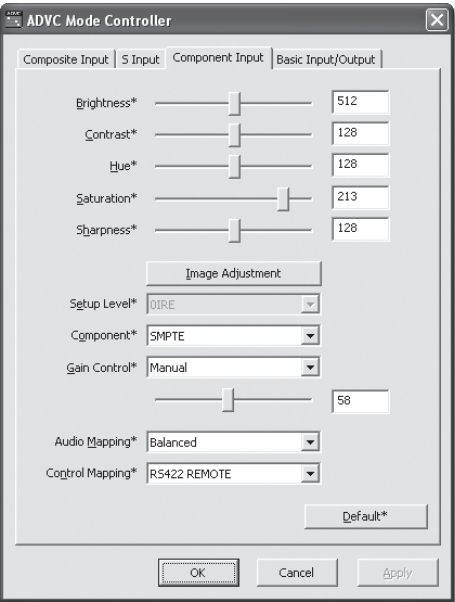 ADVC Mode Controller
Composite Input S Input Component Input Basic Input/Output
Brightness* 512
Contrast* 128
Hue* 128
Saturation* 213
Sharpness* 128
Image Adjustment
Setup Level* 0IRE
Component* SMPTE
Gain Control* Manual
58
Audio Mapping* Balanced
Control Mapping* RS422 REMOTE
Default*
OK Cancel Apply